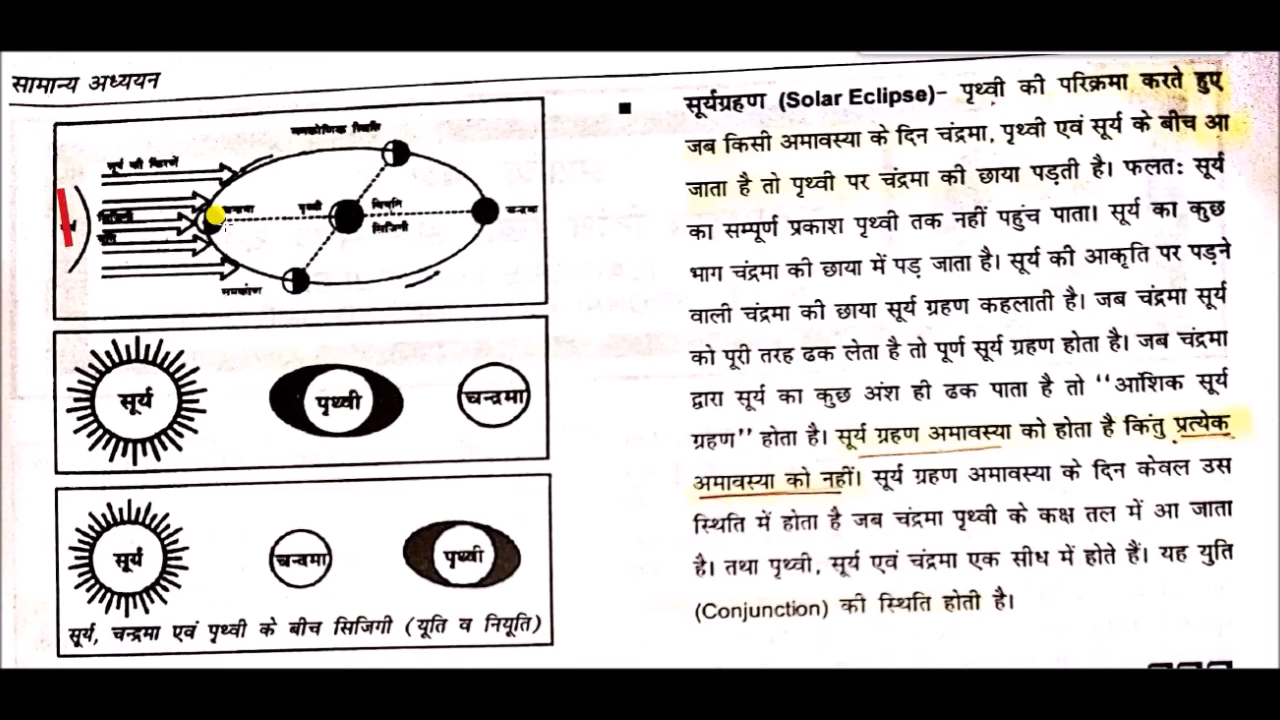 सामान्य अध्ययन
समकोणिक स्थिति
सूर्य की किरणें
पृथ्वी
वियुति
सिजिगी
चन्द्रमा
समकोण
सूर्य
पृथ्वी
चन्द्रमा
सूर्य
चन्द्रमा
पृथ्वी
सूर्य, चन्द्रमा एवं पृथ्वी के बीच सिजिगी (यूति व नियूति)
■ सूर्यग्रहण (Solar Eclipse)– पृथ्वी की परिक्रमा करते हुए
जब किसी अमावस्या के दिन चंद्रमा, पृथ्वी एवं सूर्य के बीच आ
जाता है तो पृथ्वी पर चंद्रमा की छाया पड़ती है। फलत: सूर्य
का सम्पूर्ण प्रकाश पृथ्वी तक नहीं पहुंच पाता। सूर्य का कुछ
भाग चंद्रमा की छाया में पड़ जाता है। सूर्य की आकृति पर पड़ने
वाली चंद्रमा की छाया सूर्य ग्रहण कहलाती है। जब चंद्रमा सूर्य
को पूरी तरह ढक लेता है तो पूर्ण सूर्य ग्रहण होता है। जब चंद्रमा
द्वारा सूर्य का कुछ अंश ही ढक पाता है तो ''आंशिक सूर्य
ग्रहण'' होता है। सूर्य ग्रहण अमावस्या को होता है किंतु प्रत्येक
अमावस्या को नहीं। सूर्य ग्रहण अमावस्या के दिन केवल उस
स्थिति में होता है जब चंद्रमा पृथ्वी के कक्ष तल में आ जाता
है। तथा पृथ्वी, सूर्य एवं चंद्रमा एक सीध में होते हैं। यह युति
(Conjunction) की स्थिति होती है।